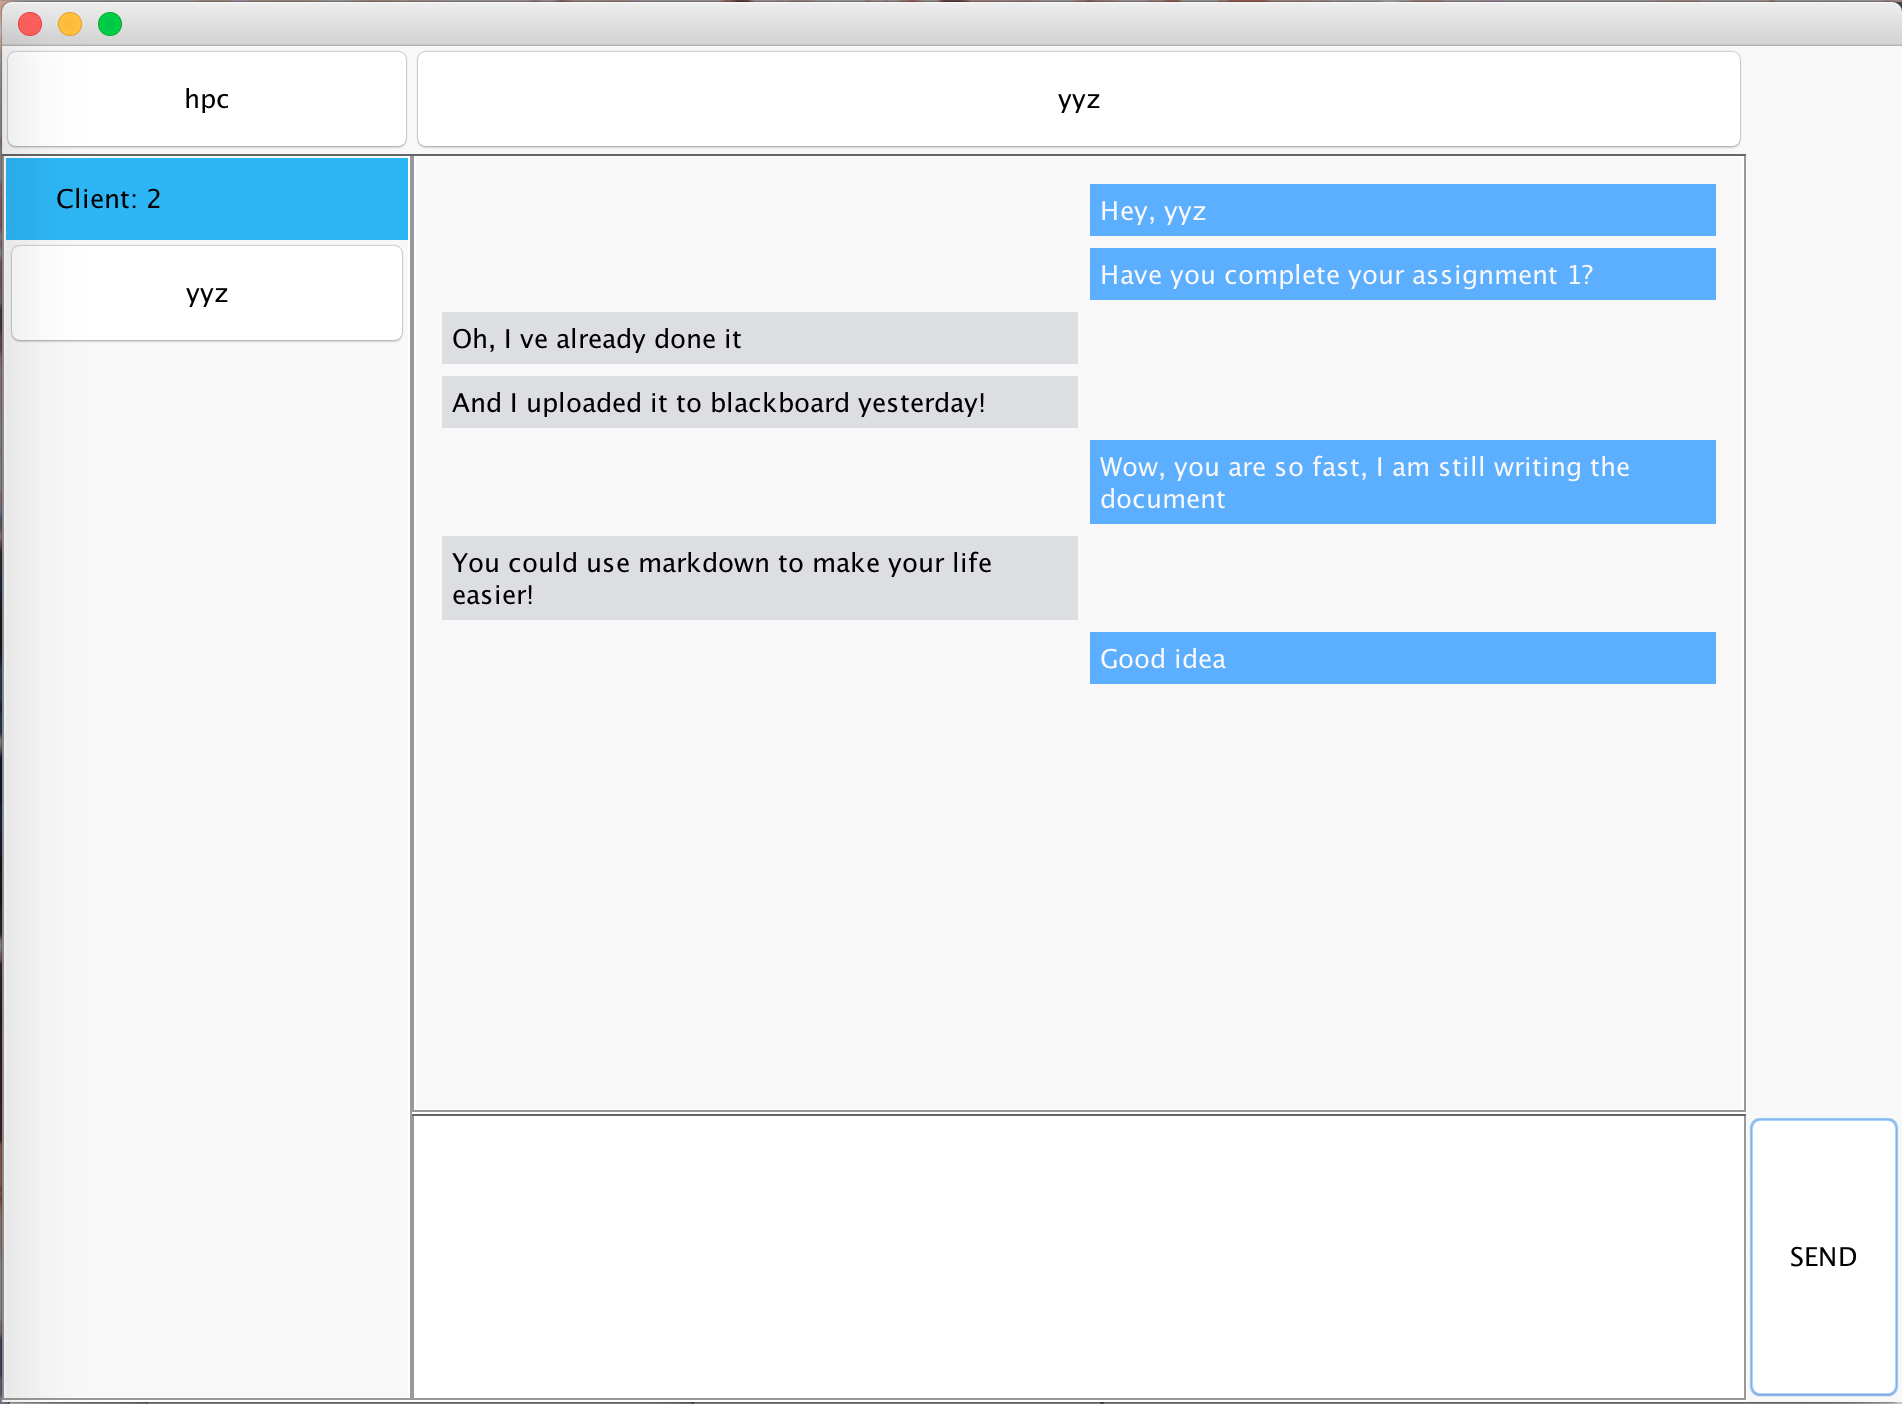 hpc
yyz
Client: 2
yyz
Hey, yyz
Have you complete your assignment 1?
Oh, I ve already done it
And I uploaded it to blackboard yesterday!
Wow, you are so fast, I am still writing the
document
You could use markdown to make your life
easier!
Good idea
SEND